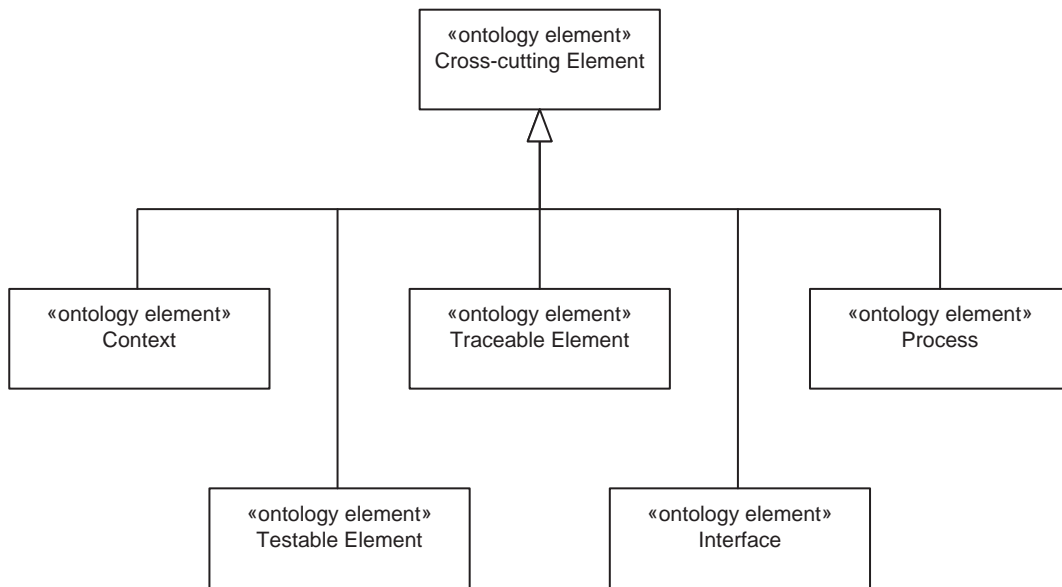 «ontology element»
Cross-cutting Element
«ontology element»
Context
«ontology element»
Traceable Element
«ontology element»
Process
«ontology element»
Testable Element
«ontology element»
Interface